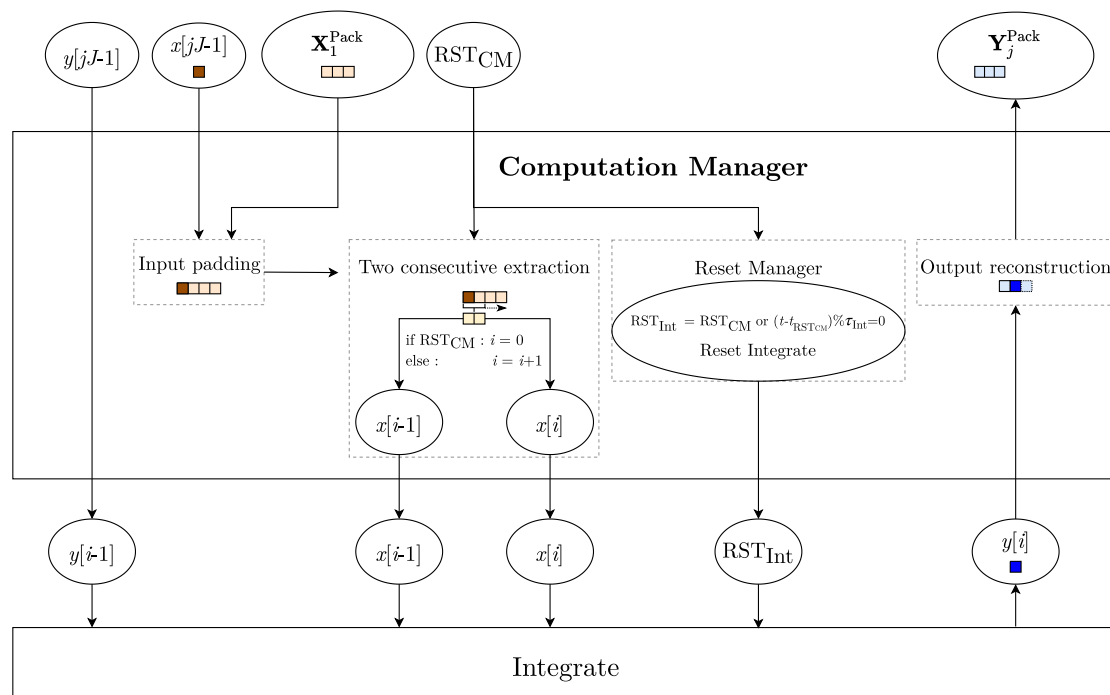 y[jJ-1]
x[jJ-1]
X₁^Pack
RST_CM
Y_j^Pack
Computation Manager
Input padding
Two consecutive extraction
Reset Manager
Output reconstruction
RST_Int = RST_CM or (t-t_RST_CM)%τ_Int=0
Reset Integrate
if RST_CM : i = 0
else : i = i+1
x[i-1]
x[i]
y[i-1]
x[i-1]
x[i]
RST_Int
y[i]
Integrate